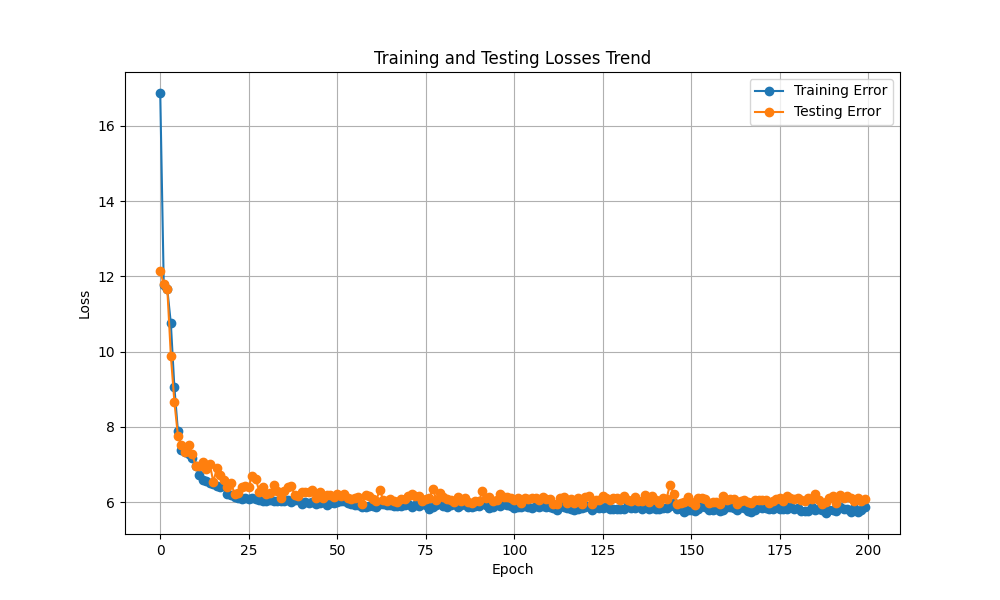 Training and Testing Losses Trend
Training Error
Testing Error
16
14
12
10
8
6
Loss
0 25 50 75 100 125 150 175 200
Epoch